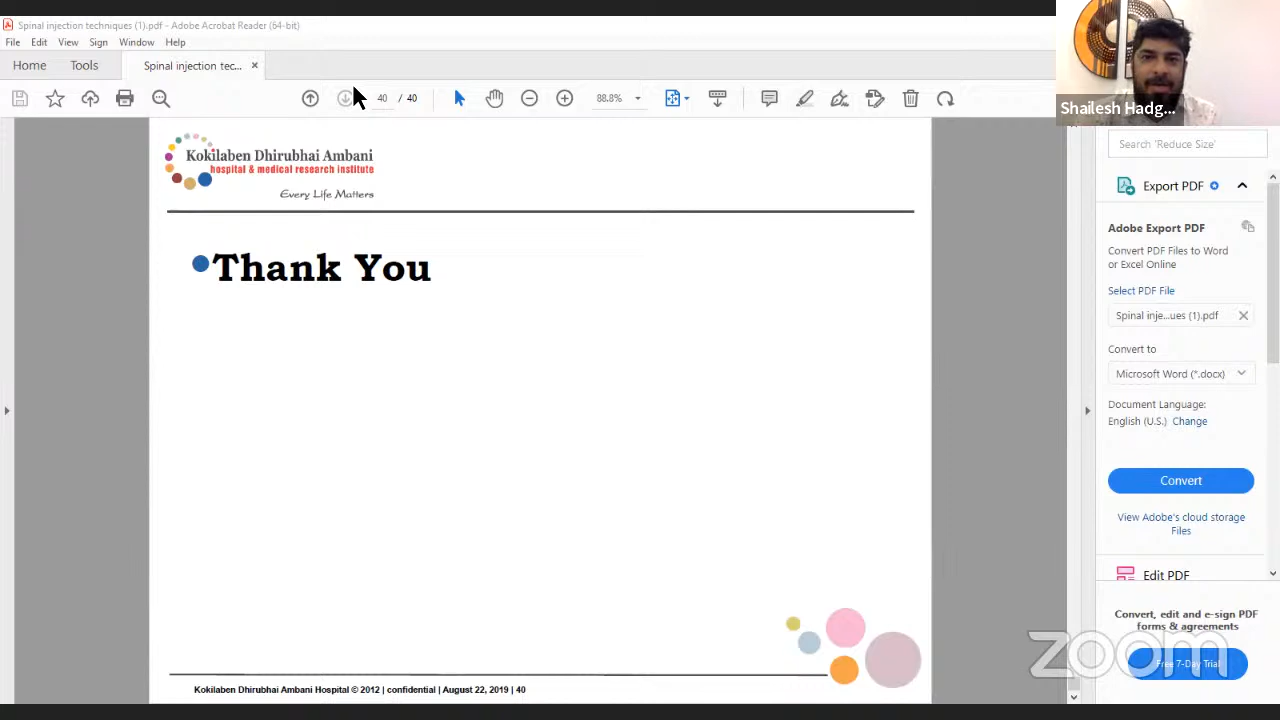 Spinal injection techniques (1).pdf - Adobe Acrobat Reader (64-bit)
File Edit View Sign Window Help
Home Tools Spinal injection tec... ×
40 / 40 88.8%
Shailesh Hadg...
Kokilaben Dhirubhai Ambani
hospital & medical research institute
Every Life Matters
Thank You
Kokilaben Dhirubhai Ambani Hospital © 2012 | confidential | August 22, 2019 | 40
Search 'Reduce Size'
Export PDF
Adobe Export PDF
Convert PDF Files to Word
or Excel Online
Select PDF File
Spinal inje...ues (1).pdf
Convert to
Microsoft Word (*.docx)
Document Language:
English (U.S.) Change
Convert
View Adobe's cloud storage
Files
Edit PDF
Convert, edit and e-sign PDF
forms & agreements
Free 7-Day Trial
zoom